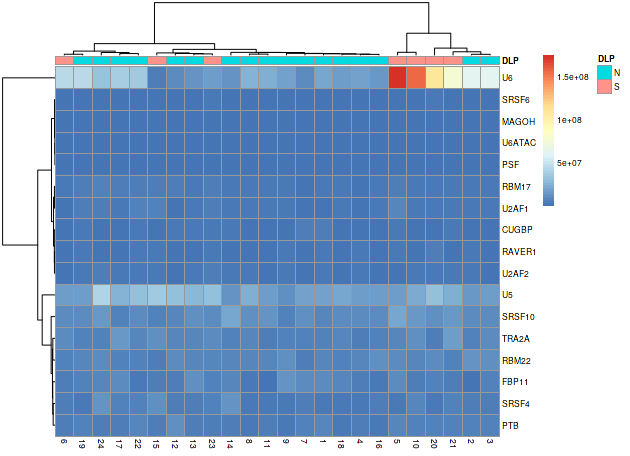 DLP
DLP
U6
N
1.5e+08
S
SRSF6
MAGOH
1e+08
U6ATAC
PSF
5e+07
RBM17
U2AF1
CUGBP
RAVER1
U2AF2
U5
SRSF10
TRA2A
RBM22
FBP11
SRSF4
PTB
6 19 24 22 17 15 12 13 23 14 8 11 9 7 1 18 4 16 5 10 20 21 2 3